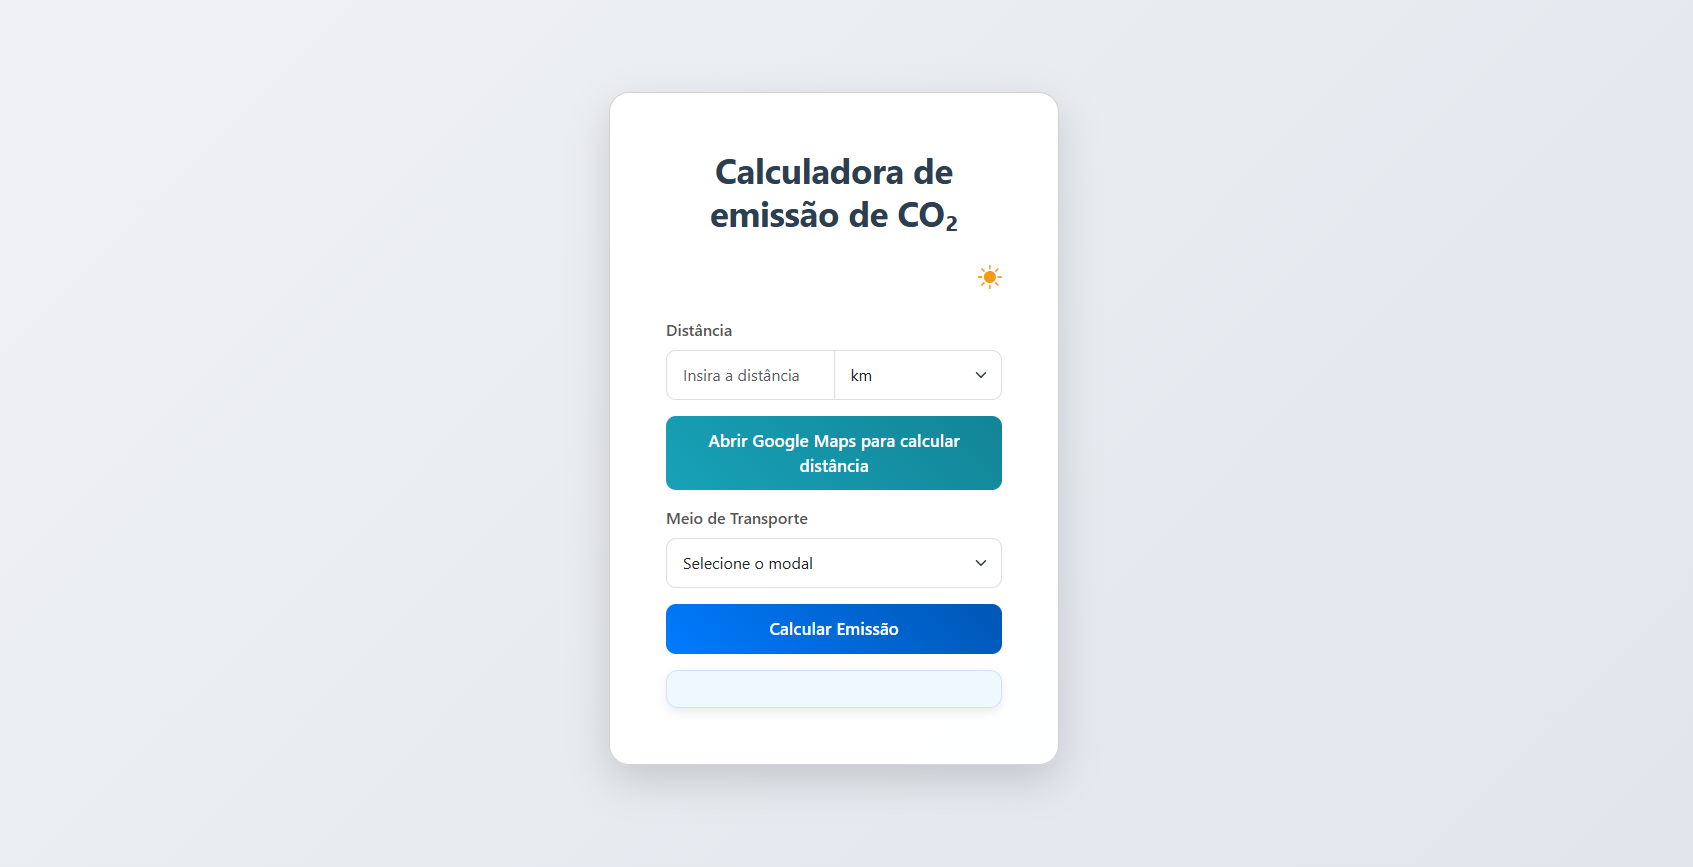 Calculadora de
emissão de CO₂
Distância
Insira a distância
km
Abrir Google Maps para calcular
distância
Meio de Transporte
Selecione o modal
Calcular Emissão